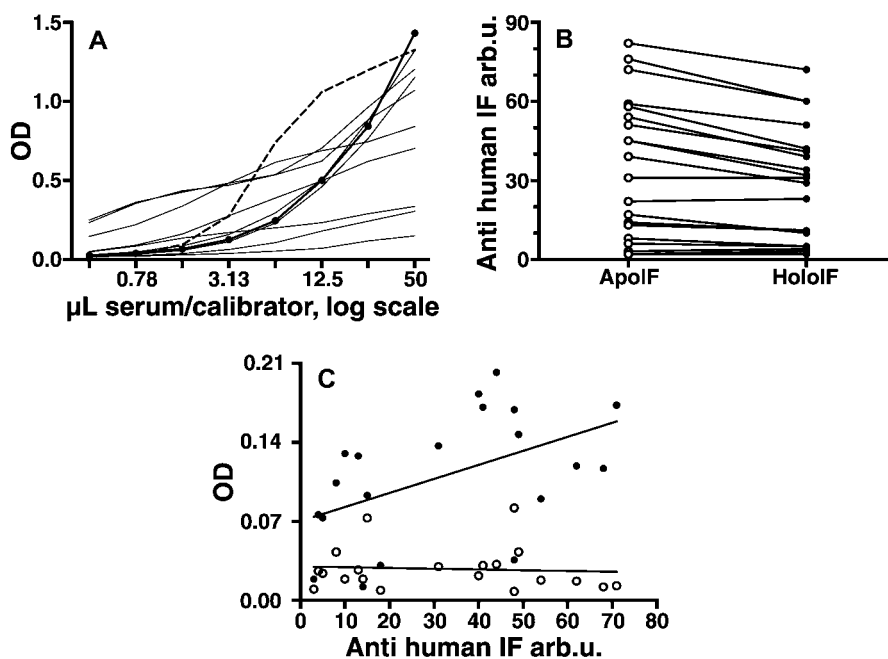 A
1.5
1.0
0.5
0.0
OD
0.78
3.13
12.5
50
µL serum/calibrator, log scale
B
90
60
30
0
Anti human IF arb.u.
ApoIF
HoloIF
C
0.21
0.14
0.07
0.00
OD
0
10
20
30
40
50
60
70
80
Anti human IF arb.u.